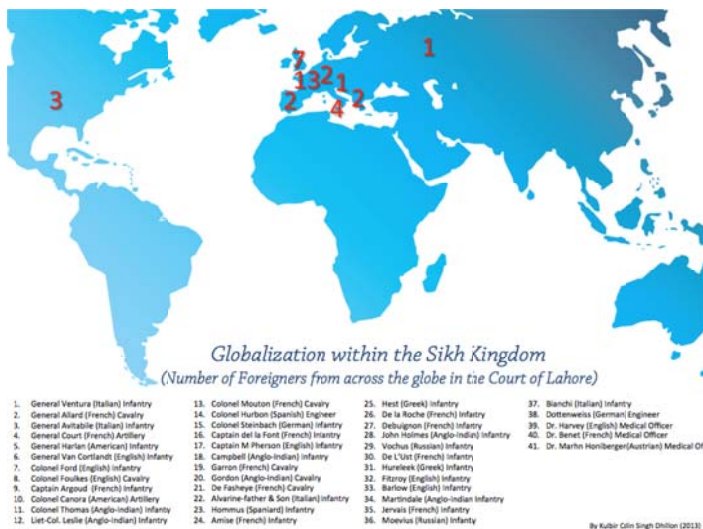 7
1
13
2
1
3
2
4
2
Globalization within the Sikh Kingdom
(Number of Foreigners from across the globe in the Court of Lahore)
1. General Ventura (Italian) Infantry
2. General Allard (French) Cavalry
3. General Avitabile (Italian) Infantry
4. General Court (French) Artillery
5. General Harlan (American) Infantry
6. General Van Cortlandt (English) Infanty
7. Colonel Ford (English) Infantry
8. Colonel Foulkes (English) Cavalry
9. Captain Argoud (French) Infantry
10. Colonel Canora (American) Artillery
11. Colonel Thomas (Anglo-Indian) Infanty
12. Liet-Col. Leslie (Anglo-Indian) Infantry
13. Colonel Mouton (French) Cavalry
14. Colonel Hurbon (Spanish) Engineer
15. Colonel Steinbach (German) Infantry
16. Captain del la Font (French) Infantry
17. Captain M Pherson (English) Infantry
18. Campbell (Anglo-Indian) Infantry
19. Garron (French) Cavalry
20. Gordon (Anglo-Indian) Cavalry
21. De Fasheye (French) Cavalry
22. Alvarine-father & Son (Italian) Infantry
23. Hommus (Spaniard) Infantry
24. Amise (French) Infantry
25. Hest (Greek) Infantry
26. De la Roche (French) Infatry
27. Debuignon (French) Infatry
28. John Holmes (Anglo-Indin) Infantry
29. Vochus (Russian) Infantry
30. De L'Ust (French) Infantry
31. Hureleek (Greek) Infantry
32. Fitzroy (English) Infantry
33. Barlow (English) Infantry
34. Martindale (Anglo-Indian Infantry
35. Jervais (French) Infantry
36. Moevius (Russian) Infanty
37. Bianchi (Italian) Infanty
38. Dottenweiss (German) Engineer
39. Dr. Harvey (English) Medical Officer
40. Dr. Benet (French) Medical Officer
41. Dr. Marhn Honilberger(Austrian) Medical Of
By Kulbir Colin Singh Dhillon (2013)